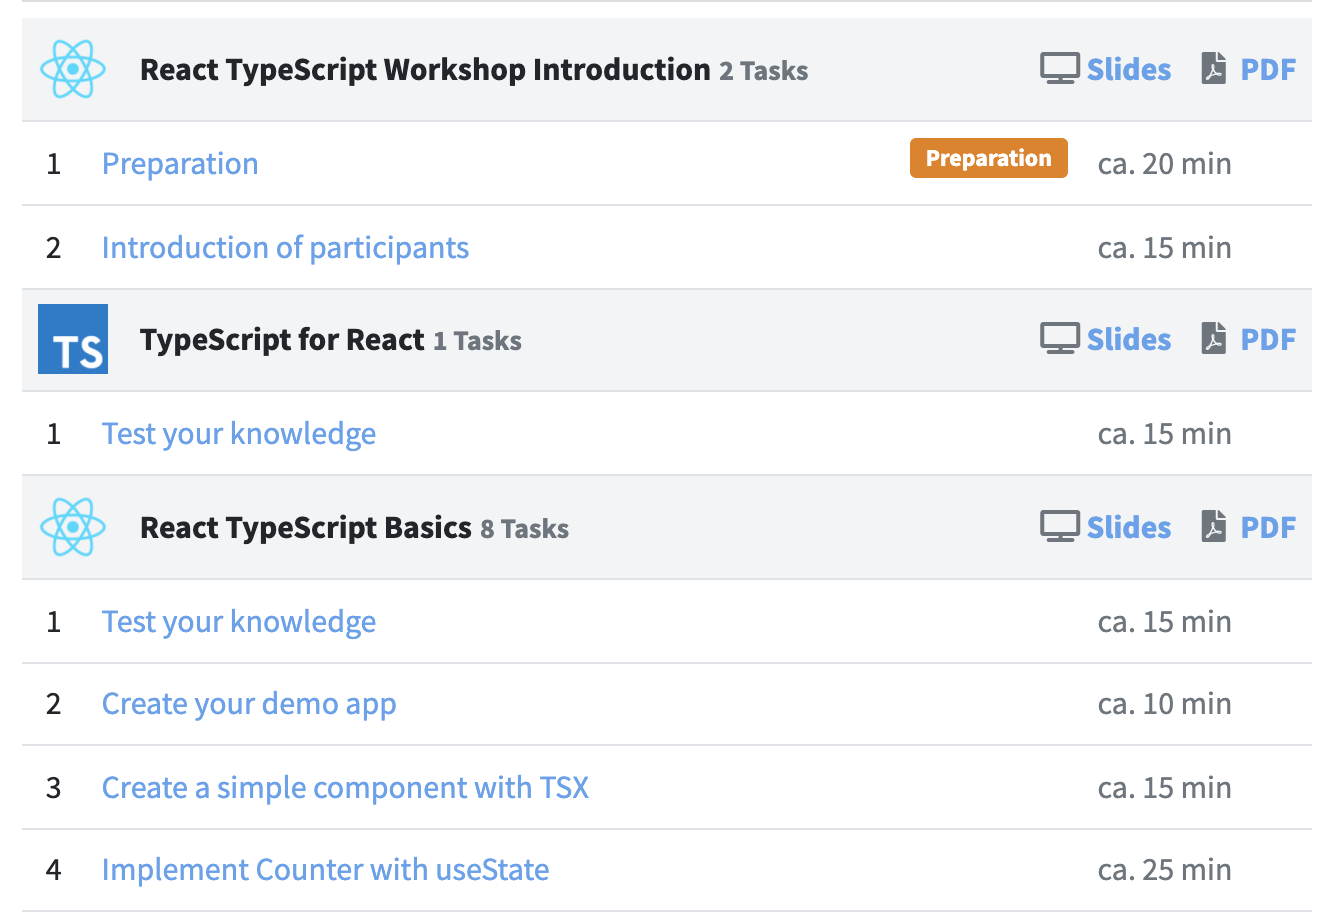 React TypeScript Workshop Introduction 2 Tasks Slides PDF
1 Preparation Preparation ca. 20 min
2 Introduction of participants ca. 15 min
TS TypeScript for React 1 Tasks Slides PDF
1 Test your knowledge ca. 15 min
React TypeScript Basics 8 Tasks Slides PDF
1 Test your knowledge ca. 15 min
2 Create your demo app ca. 10 min
3 Create a simple component with TSX ca. 15 min
4 Implement Counter with useState ca. 25 min